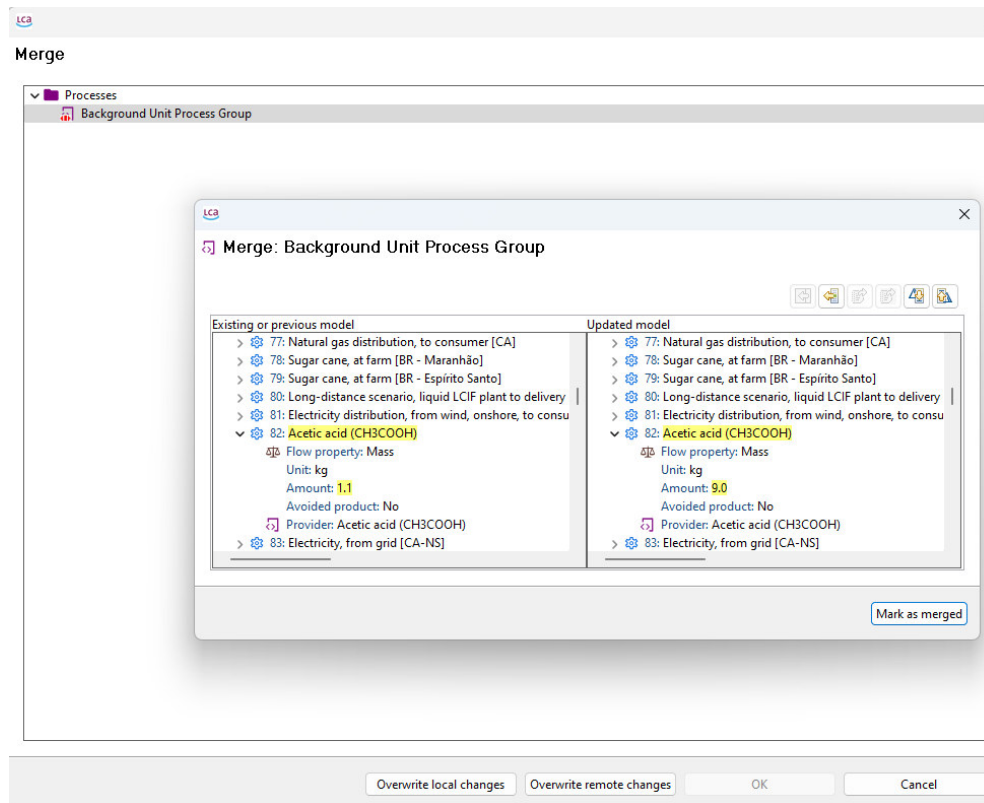 LCA
Merge
Processes
Background Unit Process Group
LCA
Merge: Background Unit Process Group
Existing or previous model
77: Natural gas distribution, to consumer [CA]
78: Sugar cane, at farm [BR - Maranhão]
79: Sugar cane, at farm [BR - Espírito Santo]
80: Long-distance scenario, liquid LCIF plant to delivery
81: Electricity distribution, from wind, onshore, to consu
82: Acetic acid (CH3COOH)
Flow property: Mass
Unit: kg
Amount: 1.1
Avoided product: No
Provider: Acetic acid (CH3COOH)
83: Electricity, from grid [CA-NS]
Updated model
77: Natural gas distribution, to consumer [CA]
78: Sugar cane, at farm [BR - Maranhão]
79: Sugar cane, at farm [BR - Espírito Santo]
80: Long-distance scenario, liquid LCIF plant to delivery
81: Electricity distribution, from wind, onshore, to consu
82: Acetic acid (CH3COOH)
Flow property: Mass
Unit: kg
Amount: 9.0
Avoided product: No
Provider: Acetic acid (CH3COOH)
83: Electricity, from grid [CA-NS]
Mark as merged
Overwrite local changes
Overwrite remote changes
OK
Cancel